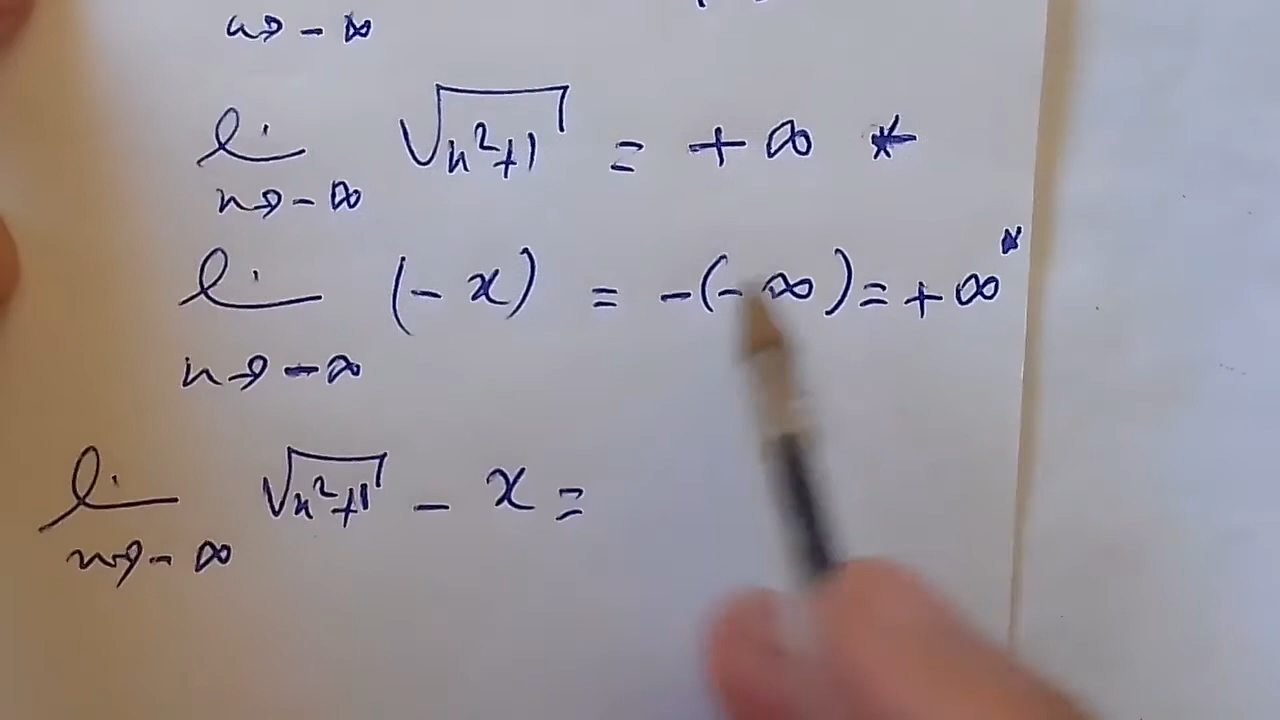 x→-∞
lim √x²+1 = +∞ *
x→-∞
lim (-x) = -(-∞) = +∞ *
x→-∞
lim √x²+1 - x =
x→-∞